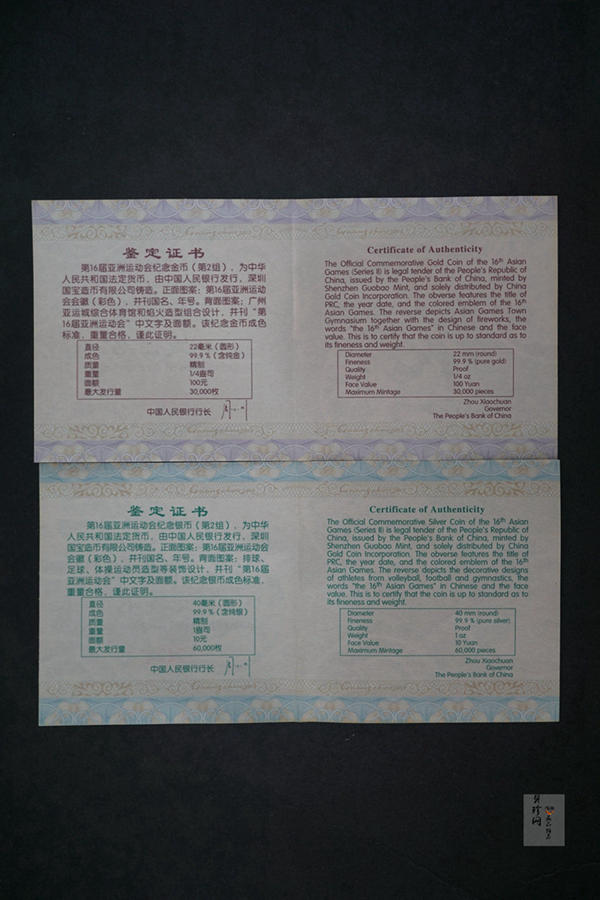 鉴定证书
第16届亚洲运动会纪念金币（第2组），为中华
人民共和国法定货币，由中国人民银行发行，深圳
国宝造币有限公司铸造。正面图案：第16届亚洲运动
会会徽（彩色），并刊国名、年号。背面图案：广州
亚运城综合体育馆和焰火造型组合设计，并刊“第
16届亚洲运动会”中文字及面额。该纪念金币成色
标准，重量合格，谨此证明。
直径 22毫米（圆形）
成色 99.9％（含纯金）
质量 精制
重量 1/4盎司
面额 100元
最大发行量 30,000枚
中国人民银行行长
Certificate of Authenticity
The Official Commemorative Gold Coin of the 16th Asian
Games (Series II) is legal tender of the People's Republic of
China, issued by the People's Bank of China, minted by
Shenzhen Guobao Mint, and solely distributed by China
Gold Coin Incorporation. The obverse features the title of
PRC, the year date, and the colored emblem of the 16th
Asian Games. The reverse depicts Asian Games Town
Gymnasium together with the design of fireworks, the
words "the 16th Asian Games" in Chinese and the face
value. This is to certify that the coin is up to standard as to
its fineness and weight.
Diameter 22 mm (round)
Fineness 99.9 % (pure gold)
Quality Proof
Weight 1/4 oz
Face Value 100 Yuan
Maximum Mintage 30,000 pieces
Zhou Xiaochuan
Governor
The People's Bank of China
鉴定证书
第16届亚洲运动会纪念银币（第2组），为中华
人民共和国法定货币，由中国人民银行发行，深圳
国宝造币有限公司铸造。正面图案：第16届亚洲运动会
会徽（彩色），并刊国名、年号。背面图案：排球、
足球、体操运动员造型等装饰设计，并刊“第16届
亚洲运动会”中文字及面额。该纪念银币成色标准，
重量合格，谨此证明。
直径 40毫米（圆形）
成色 99.9％（含纯银）
质量 精制
重量 1盎司
面额 10元
最大发行量 60,000枚
中国人民银行行长
Certificate of Authenticity
The Official Commemorative Silver Coin of the 16th Asian
Games (Series II) is legal tender of the People's Republic of
China, issued by the People's Bank of China, minted by
Shenzhen Guobao Mint, and solely distributed by China
Gold Coin Incorporation. The obverse features the title of
PRC, the year date, and the colored emblem of the 16th
Asian Games. The reverse depicts the decorative designs
of athletes from volleyball, football and gymnastics, the
words "the 16th Asian Games" in Chinese and the face
value. This is to certify that the coin is up to standard as to
its fineness and weight.
Diameter 40 mm (round)
Fineness 99.9 % (pure silver)
Quality Proof
Weight 1 oz
Face Value 10 Yuan
Maximum Mintage 60,000 pieces
Zhou Xiaochuan
Governor
The People's Bank of China